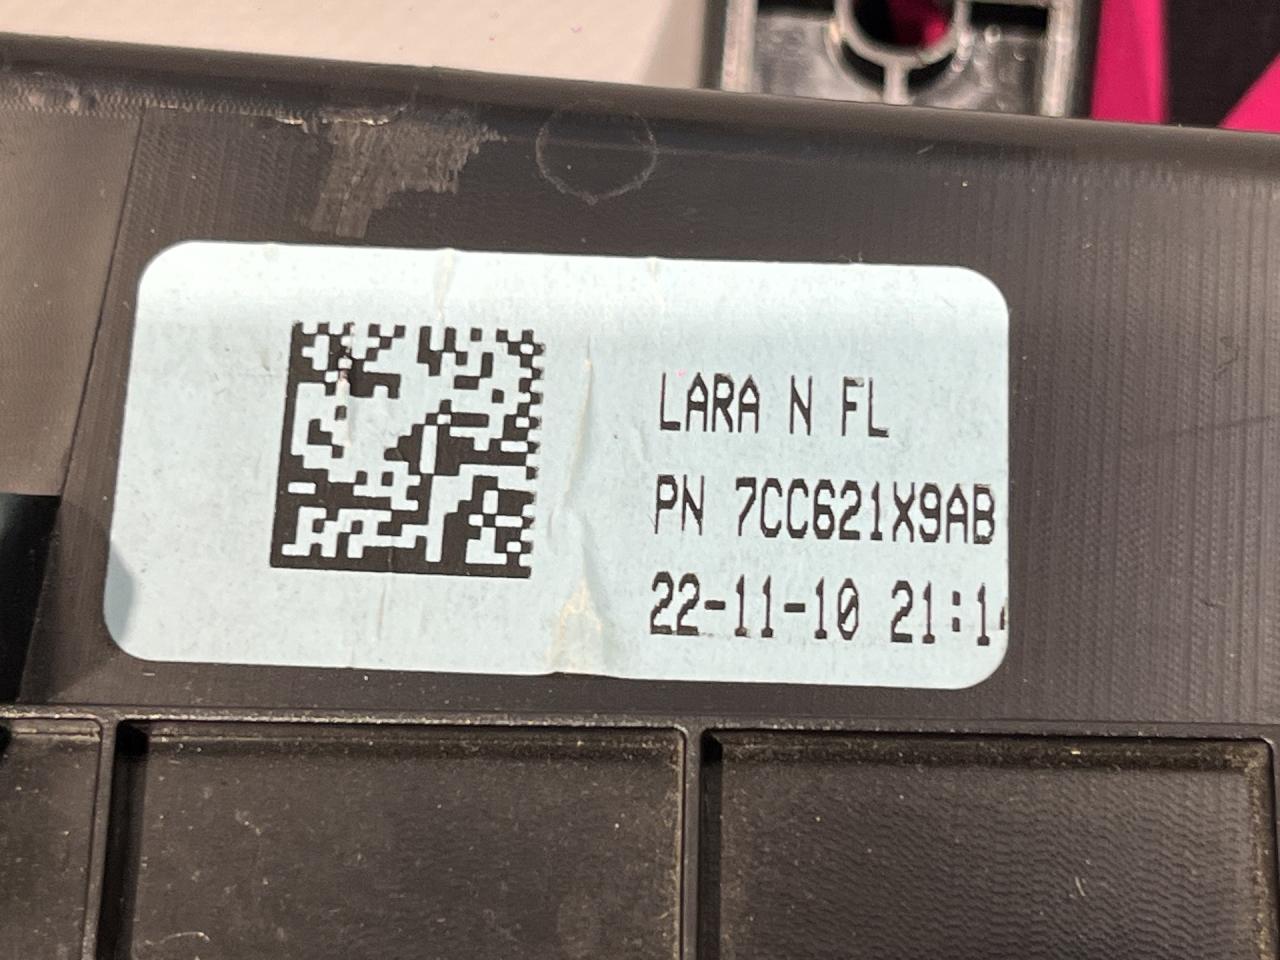 LARA N FL
PN 7CC621X9AB
22-11-10 21:1